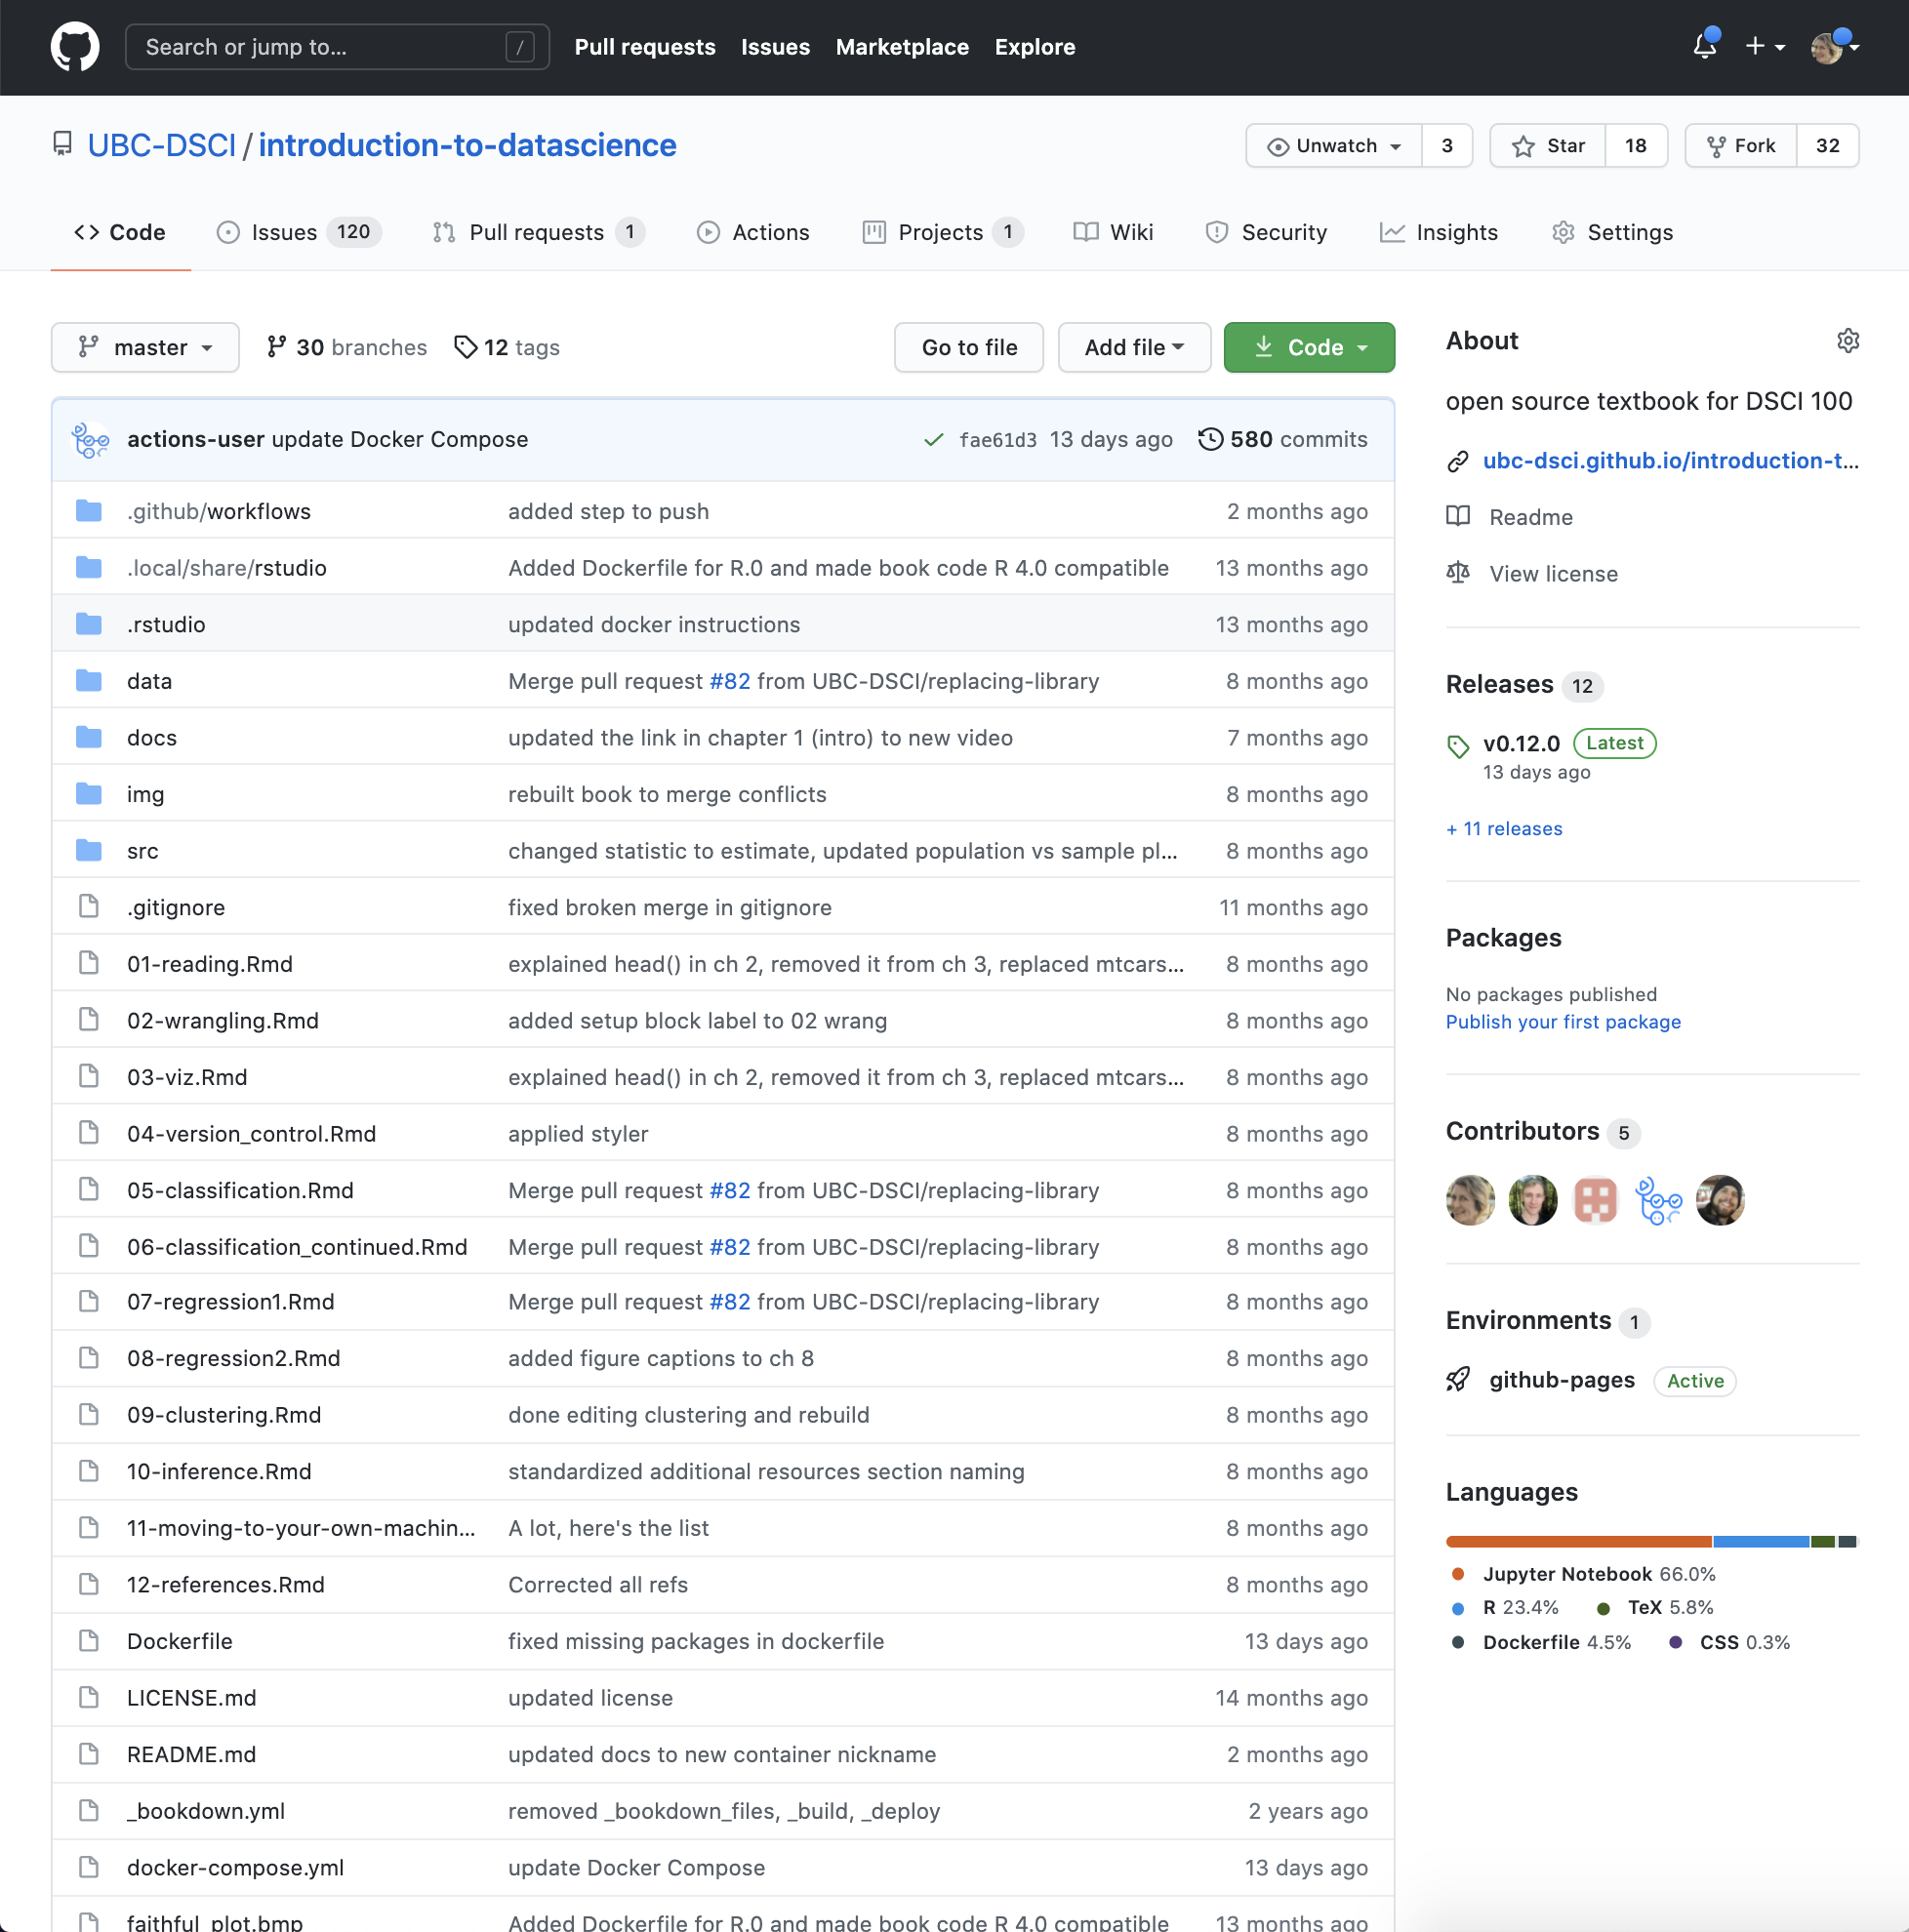 Search or jump to... / Pull requests Issues Marketplace Explore
UBC-DSCI / introduction-to-datascience Unwatch 3 Star 18 Fork 32
Code Issues 120 Pull requests 1 Actions Projects 1 Wiki Security Insights Settings
master 30 branches 12 tags Go to file Add file Code
actions-user update Docker Compose fae61d3 13 days ago 580 commits
.github/workflows added step to push 2 months ago
.local/share/rstudio Added Dockerfile for R.0 and made book code R 4.0 compatible 13 months ago
.rstudio updated docker instructions 13 months ago
data Merge pull request #82 from UBC-DSCI/replacing-library 8 months ago
docs updated the link in chapter 1 (intro) to new video 7 months ago
img rebuilt book to merge conflicts 8 months ago
src changed statistic to estimate, updated population vs sample pl... 8 months ago
.gitignore fixed broken merge in gitignore 11 months ago
01-reading.Rmd explained head() in ch 2, removed it from ch 3, replaced mtcars... 8 months ago
02-wrangling.Rmd added setup block label to 02 wrang 8 months ago
03-viz.Rmd explained head() in ch 2, removed it from ch 3, replaced mtcars... 8 months ago
04-version_control.Rmd applied styler 8 months ago
05-classification.Rmd Merge pull request #82 from UBC-DSCI/replacing-library 8 months ago
06-classification_continued.Rmd Merge pull request #82 from UBC-DSCI/replacing-library 8 months ago
07-regression1.Rmd Merge pull request #82 from UBC-DSCI/replacing-library 8 months ago
08-regression2.Rmd added figure captions to ch 8 8 months ago
09-clustering.Rmd done editing clustering and rebuild 8 months ago
10-inference.Rmd standardized additional resources section naming 8 months ago
11-moving-to-your-own-machin... A lot, here's the list 8 months ago
12-references.Rmd Corrected all refs 8 months ago
Dockerfile fixed missing packages in dockerfile 13 days ago
LICENSE.md updated license 14 months ago
README.md updated docs to new container nickname 2 months ago
_bookdown.yml removed _bookdown_files, _build, _deploy 2 years ago
docker-compose.yml update Docker Compose 13 days ago
faithful_plot.bmp Added Dockerfile for R.0 and made book code R 4.0 compatible 13 months ago
About
open source textbook for DSCI 100
ubc-dsci.github.io/introduction-t...
Readme
View license
Releases 12
v0.12.0 Latest
13 days ago
+ 11 releases
Packages
No packages published
Publish your first package
Contributors 5
Environments 1
github-pages Active
Languages
Jupyter Notebook 66.0%
R 23.4% TeX 5.8%
Dockerfile 4.5% CSS 0.3%